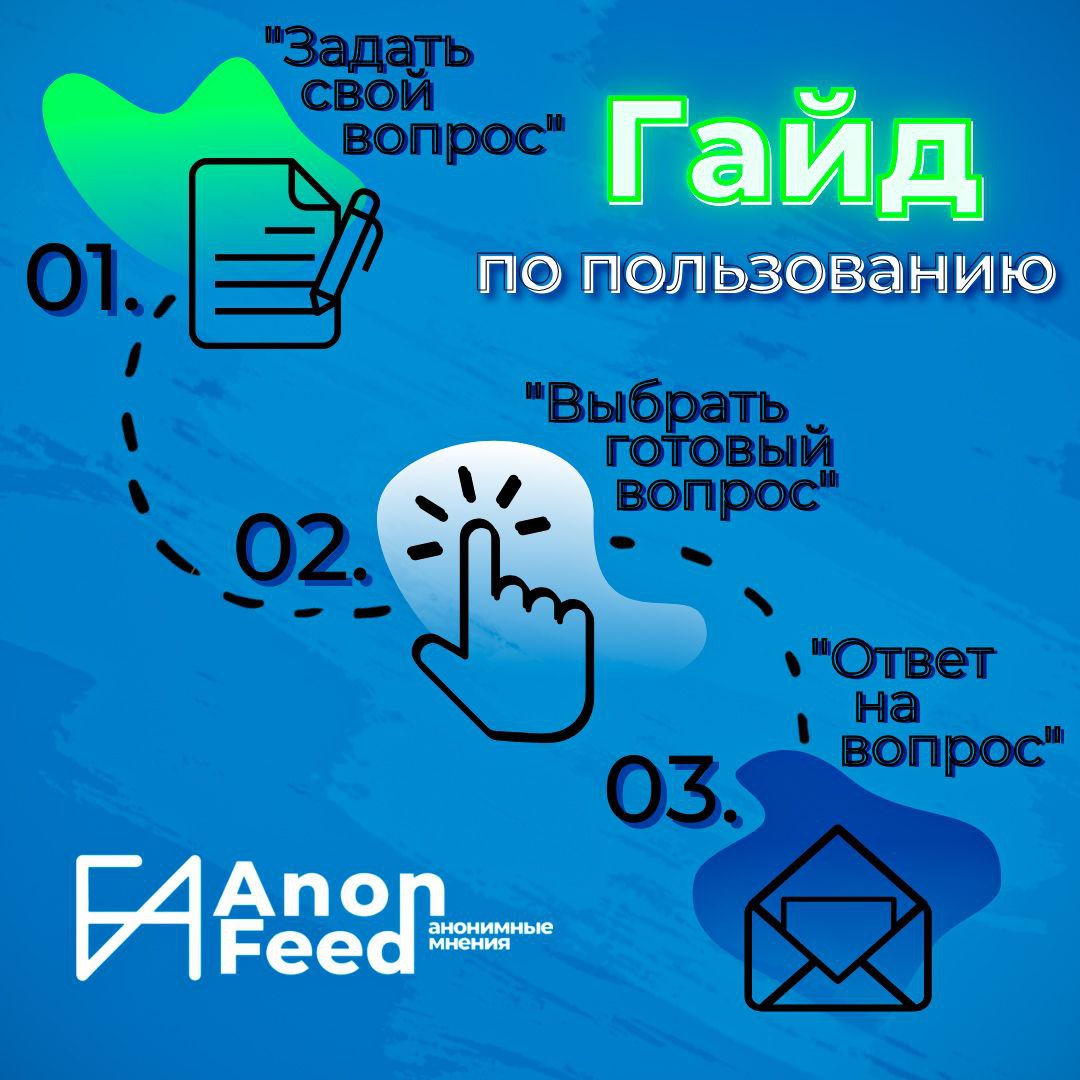 "Задать
свой
вопрос"
Гайд
по пользованию
01.
"Выбрать
готовый
вопрос"
02.
"Ответ
на
вопрос"
03.
FA
Anon
Feed
анонимные
мнения